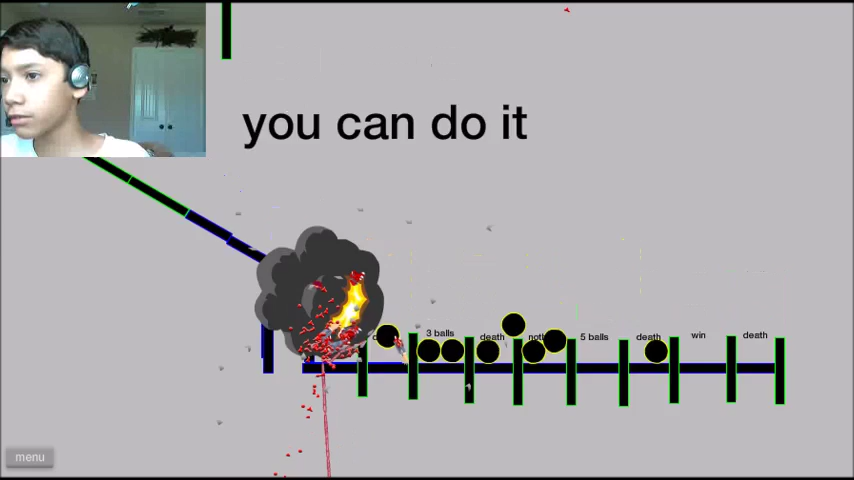 you can do it
3 balls
death
5 balls
death
win
death
menu